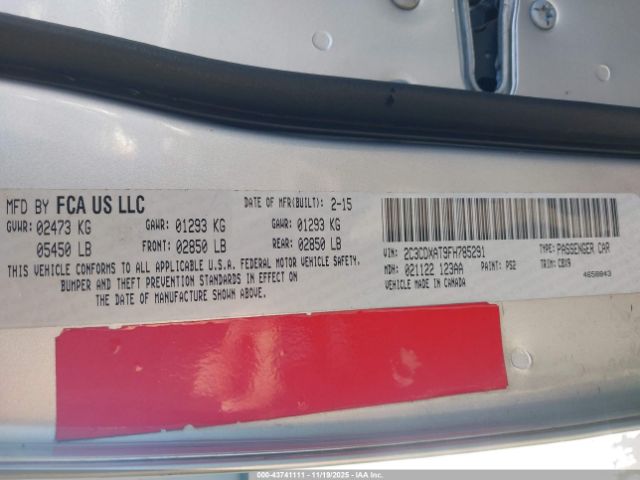 MFD BY FCA US LLC DATE OF MFR(BUILT): 2-15
GVWR: 02473 KG GAWR: 01293 KG GAWR: 01293 KG
05450 LB FRONT: 02850 LB REAR: 02850 LB
THIS VEHICLE CONFORMS TO ALL APPLICABLE U.S.A. FEDERAL MOTOR VEHICLE SAFETY,
BUMPER AND THEFT PREVENTION STANDARDS IN EFFECT ON
THE DATE OF MANUFACTURE SHOWN ABOVE.
VIN: 2C3CDXAT9FH785291 TYPE: PASSENGER CAR
MDH: 021122 123AA PAINT: PS2 TRIM: CBX9
VEHICLE MADE IN CANADA 4658043
000-43741111 - 11/19/2025 - IAA Inc.